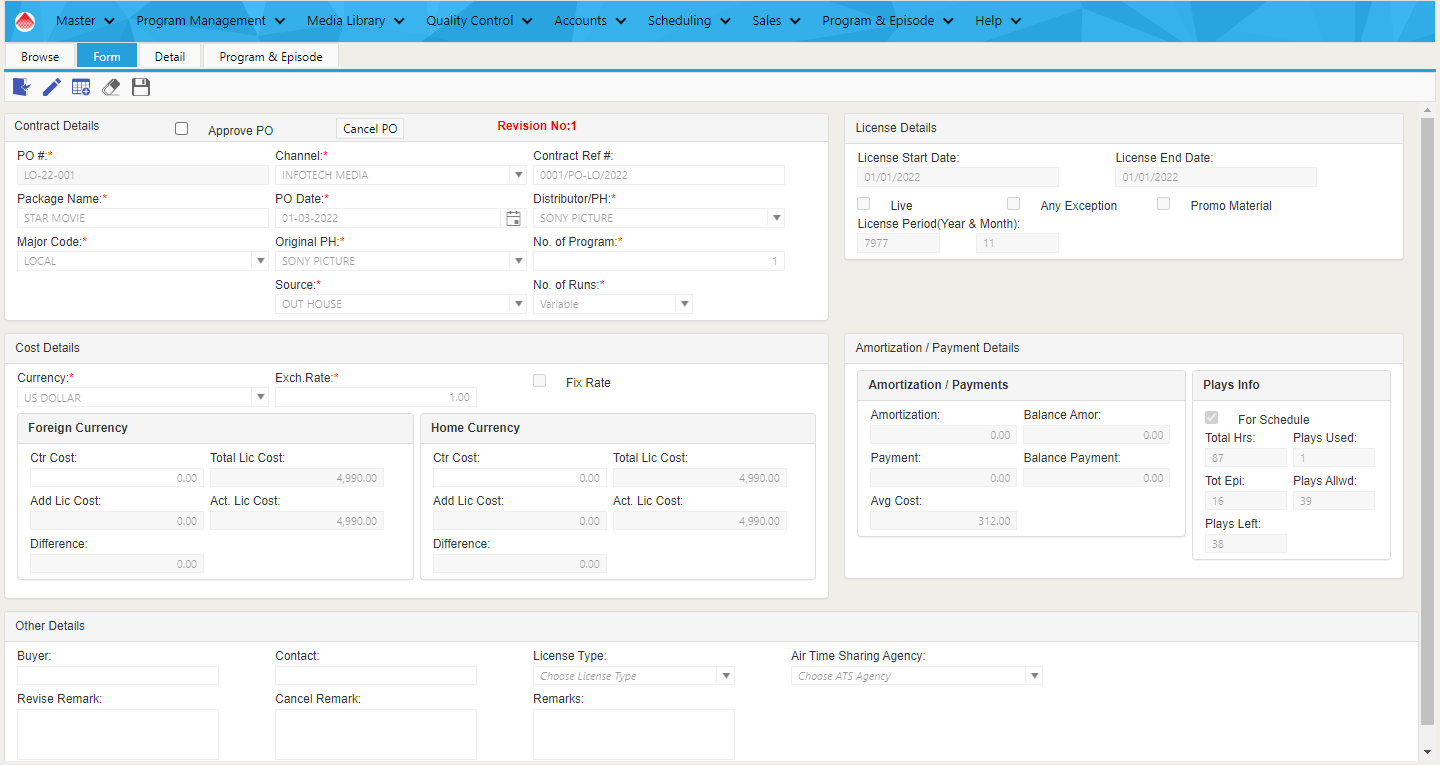 Master Program Management Media Library Quality Control Accounts Scheduling Sales Program & Episode Help
Browse Form Detail Program & Episode
Contract Details Approve PO Cancel PO Revision No:1
PO #:* Channel:* Contract Ref #:
LO-22-001 INFOTECH MEDIA 0001/PO-LO/2022
Package Name:* PO Date:* Distributor/PH:*
STAR MOVIE 01-03-2022 SONY PICTURE
Major Code:* Original PH:* No. of Program:*
LOCAL SONY PICTURE 1
Source:* No. of Runs:*
OUT HOUSE Variable
License Details
License Start Date: License End Date:
01/01/2022 01/01/2022
Live Any Exception Promo Material
License Period(Year & Month):
7977 11
Cost Details
Currency:* Exch.Rate:* Fix Rate
US DOLLAR 1.00
Foreign Currency
Ctr Cost: Total Lic Cost:
0.00 4,990.00
Add Lic Cost: Act. Lic Cost:
0.00 4,990.00
Difference:
0.00
Home Currency
Ctr Cost: Total Lic Cost:
0.00 4,990.00
Add Lic Cost: Act. Lic Cost:
0.00 4,990.00
Difference:
0.00
Amortization / Payment Details
Amortization / Payments
Amortization: Balance Amor:
0.00 0.00
Payment: Balance Payment:
0.00 0.00
Avg Cost:
312.00
Plays Info
For Schedule
Total Hrs: Plays Used:
87 1
Tot Epi: Plays Allwd:
16 39
Plays Left:
38
Other Details
Buyer: Contact: License Type: Air Time Sharing Agency:
Choose License Type Choose ATS Agency
Revise Remark: Cancel Remark: Remarks: